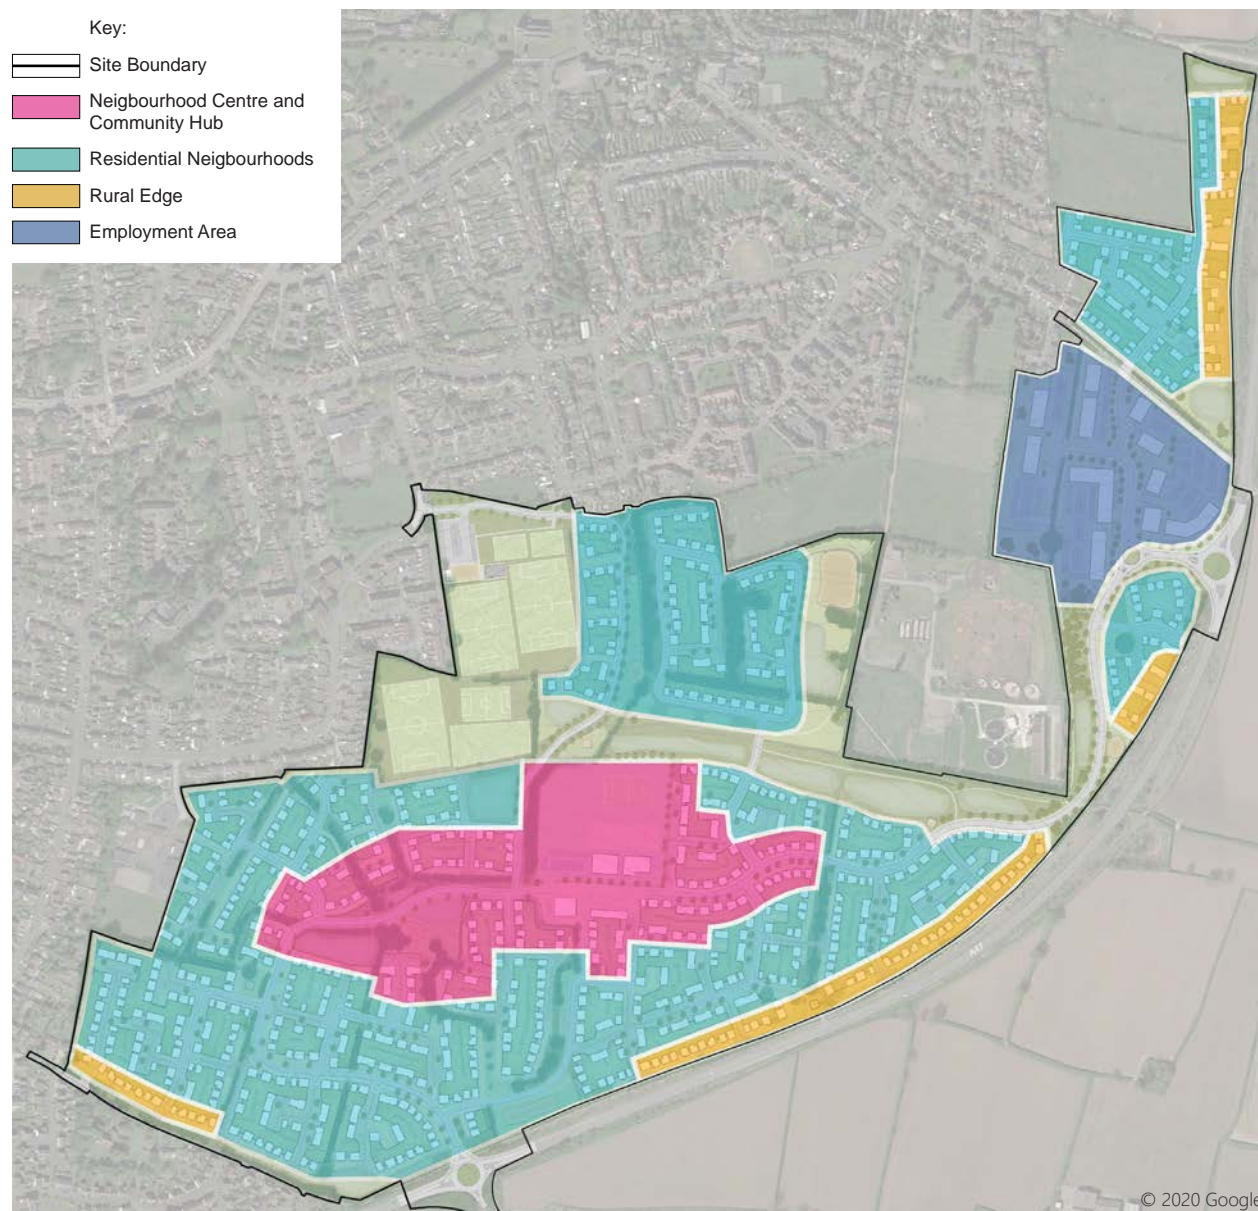 Key:
Site Boundary
Neigbourhood Centre and
Community Hub
Residential Neigbourhoods
Rural Edge
Employment Area
© 2020 Google